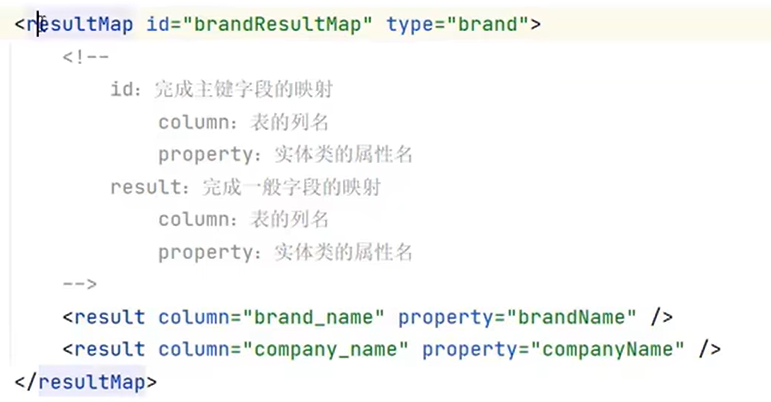 <resultMap id="brandResultMap" type="brand">
<!--
id：完成主键字段的映射
column：表的列名
property：实体类的属性名
result：完成一般字段的映射
column：表的列名
property：实体类的属性名
-->
<result column="brand_name" property="brandName" />
<result column="company_name" property="companyName" />
</resultMap>